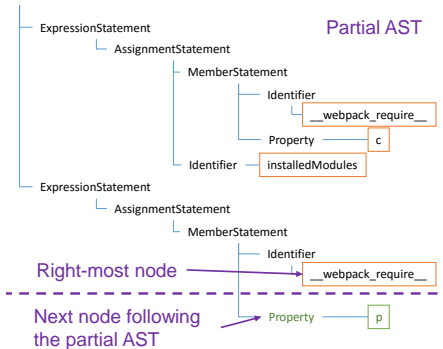 ExpressionStatement
Partial AST
AssignmentStatement
MemberStatement
Identifier
__webpack_require__
Property
c
Identifier
installedModules
ExpressionStatement
AssignmentStatement
MemberStatement
Identifier
Right-most node
__webpack_require__
Next node following
the partial AST
Property
p